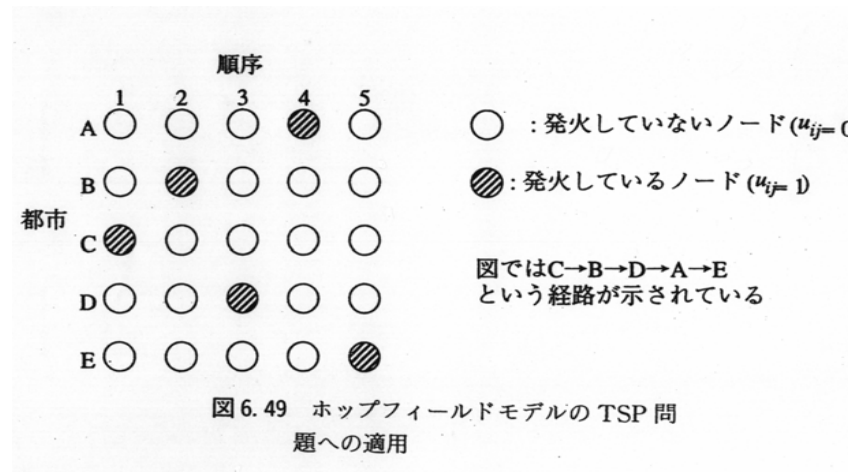 順序
1 2 3 4 5
A
B
都市
C
D
E
: 発火していないノード(uij=0
: 発火しているノード(uij=1)
図ではC→B→D→A→E
という経路が示されている
図6.49 ホップフィールドモデルの TSP 問
題への適用